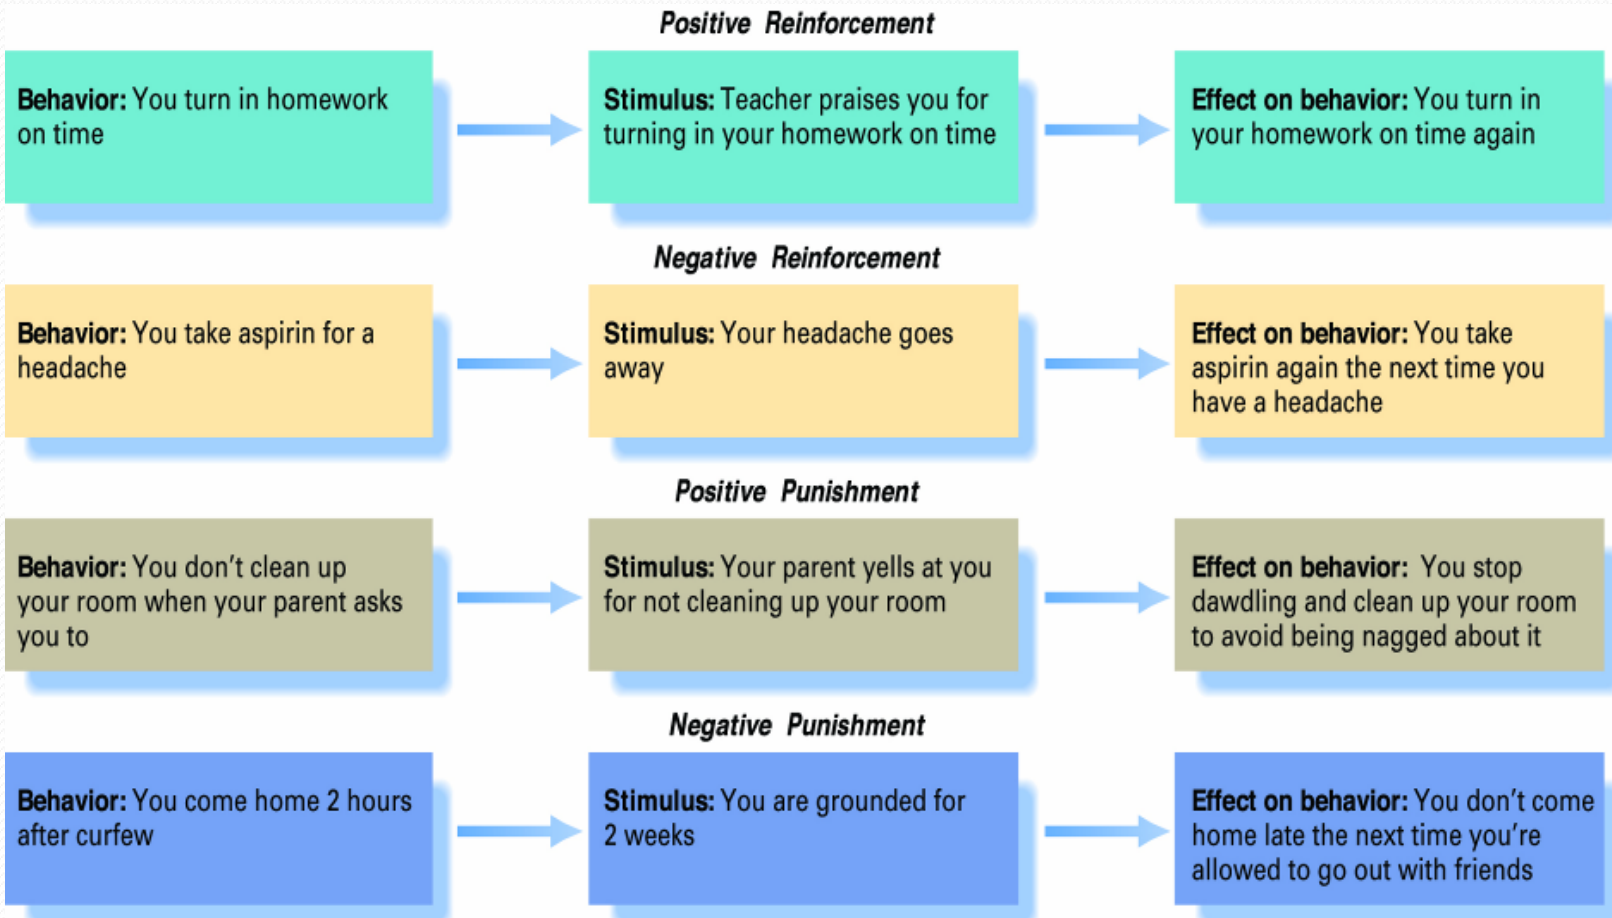 Positive Reinforcement
Behavior: You turn in homework
on time
Stimulus: Teacher praises you for
turning in your homework on time
Effect on behavior: You turn in
your homework on time again
Negative Reinforcement
Behavior: You take aspirin for a
headache
Stimulus: Your headache goes
away
Effect on behavior: You take
aspirin again the next time you
have a headache
Positive Punishment
Behavior: You don't clean up
your room when your parent asks
you to
Stimulus: Your parent yells at you
for not cleaning up your room
Effect on behavior: You stop
dawdling and clean up your room
to avoid being nagged about it
Negative Punishment
Behavior: You come home 2 hours
after curfew
Stimulus: You are grounded for
2 weeks
Effect on behavior: You don't come
home late the next time you're
allowed to go out with friends